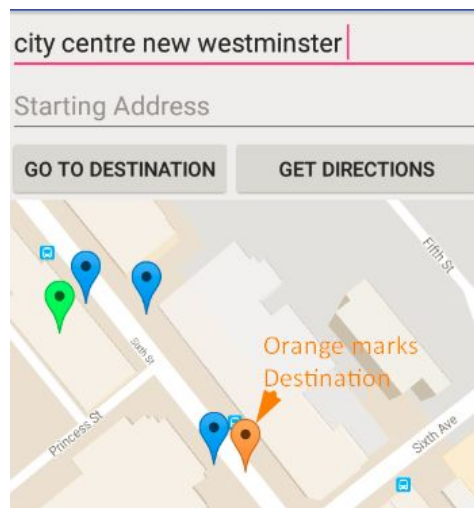 city centre new westminster
Starting Address
GO TO DESTINATION
GET DIRECTIONS
Fifth St
Sixth St
Orange marks
Destination
Princess St
Sixth Ave